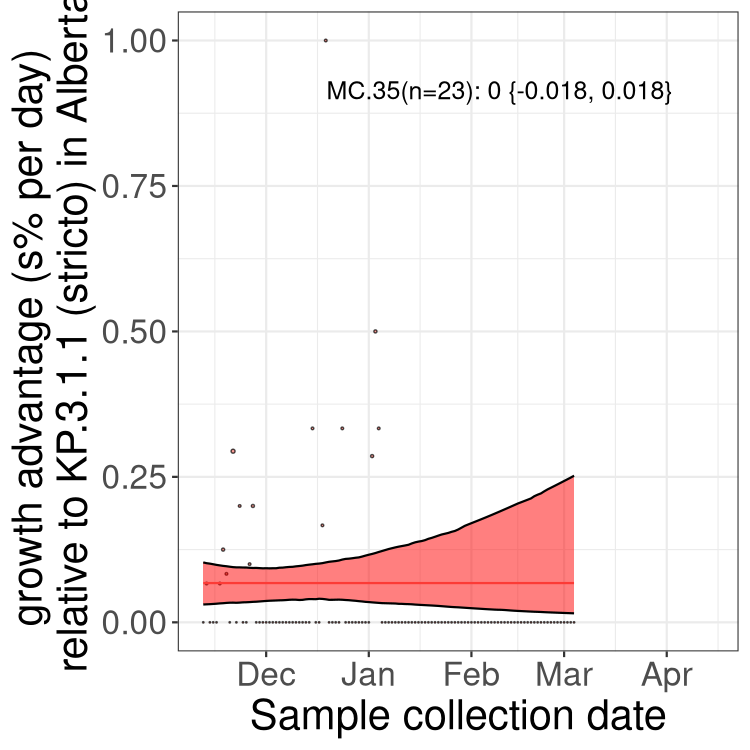 growth advantage (s% per day)
relative to KP.3.1.1 (stricto) in Alberta
1.00
0.75
0.50
0.25
0.00
MC.35(n=23): 0 {-0.018, 0.018}
Dec Jan Feb Mar Apr
Sample collection date